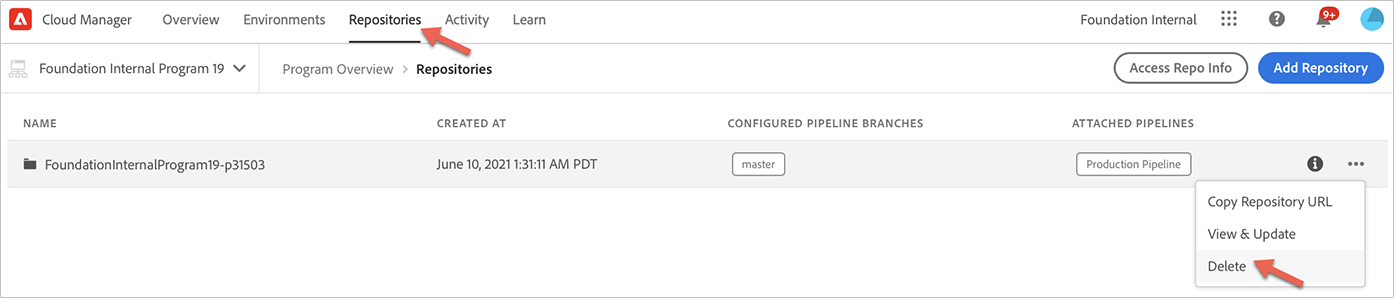 Cloud Manager Overview Environments Repositories Activity Learn Foundation Internal 9+
Foundation Internal Program 19 Program Overview > Repositories Access Repo Info Add Repository
NAME CREATED AT CONFIGURED PIPELINE BRANCHES ATTACHED PIPELINES
FoundationInternalProgram19-p31503 June 10, 2021 1:31:11 AM PDT master Production Pipeline
Copy Repository URL
View & Update
Delete